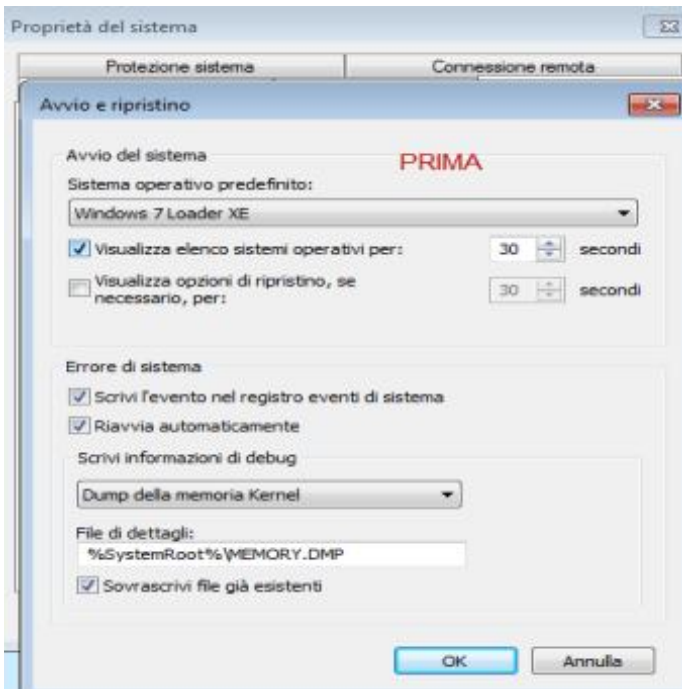 Proprietà del sistema
Protezione sistema
Connessione remota
Avvio e ripristino
Avvio del sistema
PRIMA
Sistema operativo predefinito:
Windows 7 Loader XE
Visualizza elenco sistemi operativi per:
30
secondi
Visualizza opzioni di ripristino, se
necessario, per:
30
secondi
Errore di sistema
Scrivi l'evento nel registro eventi di sistema
Riavvia automaticamente
Scrivi informazioni di debug
Dump della memoria Kernel
File di dettagli:
%SystemRoot%\MEMORY.DMP
Sovrascrivi file già esistenti
OK
Annulla